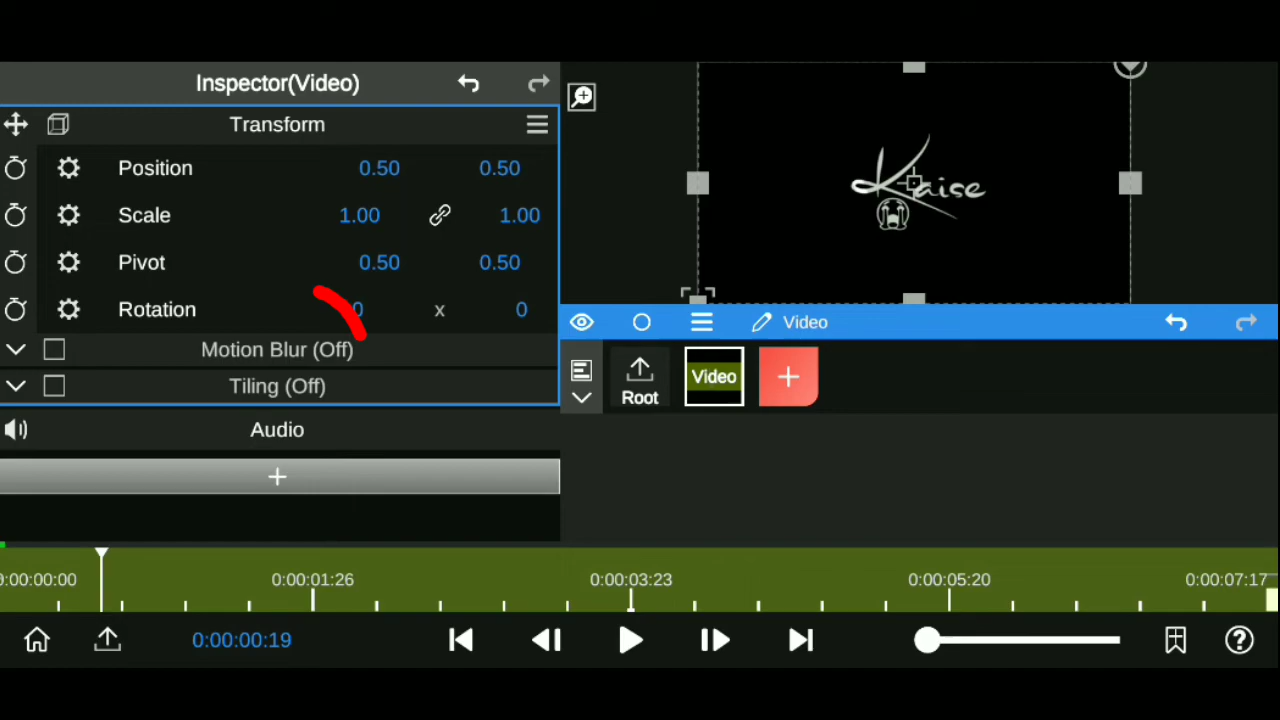 Inspector(Video)
Transform
Position 0.50 0.50
Scale 1.00 1.00
Pivot 0.50 0.50
Rotation 0 x 0
Motion Blur (Off)
Tiling (Off)
Audio
+
Kaise
Video
Root Video +
0:00:00:00 0:00:01:26 0:00:03:23 0:00:05:20 0:00:07:17
0:00:00:19
?